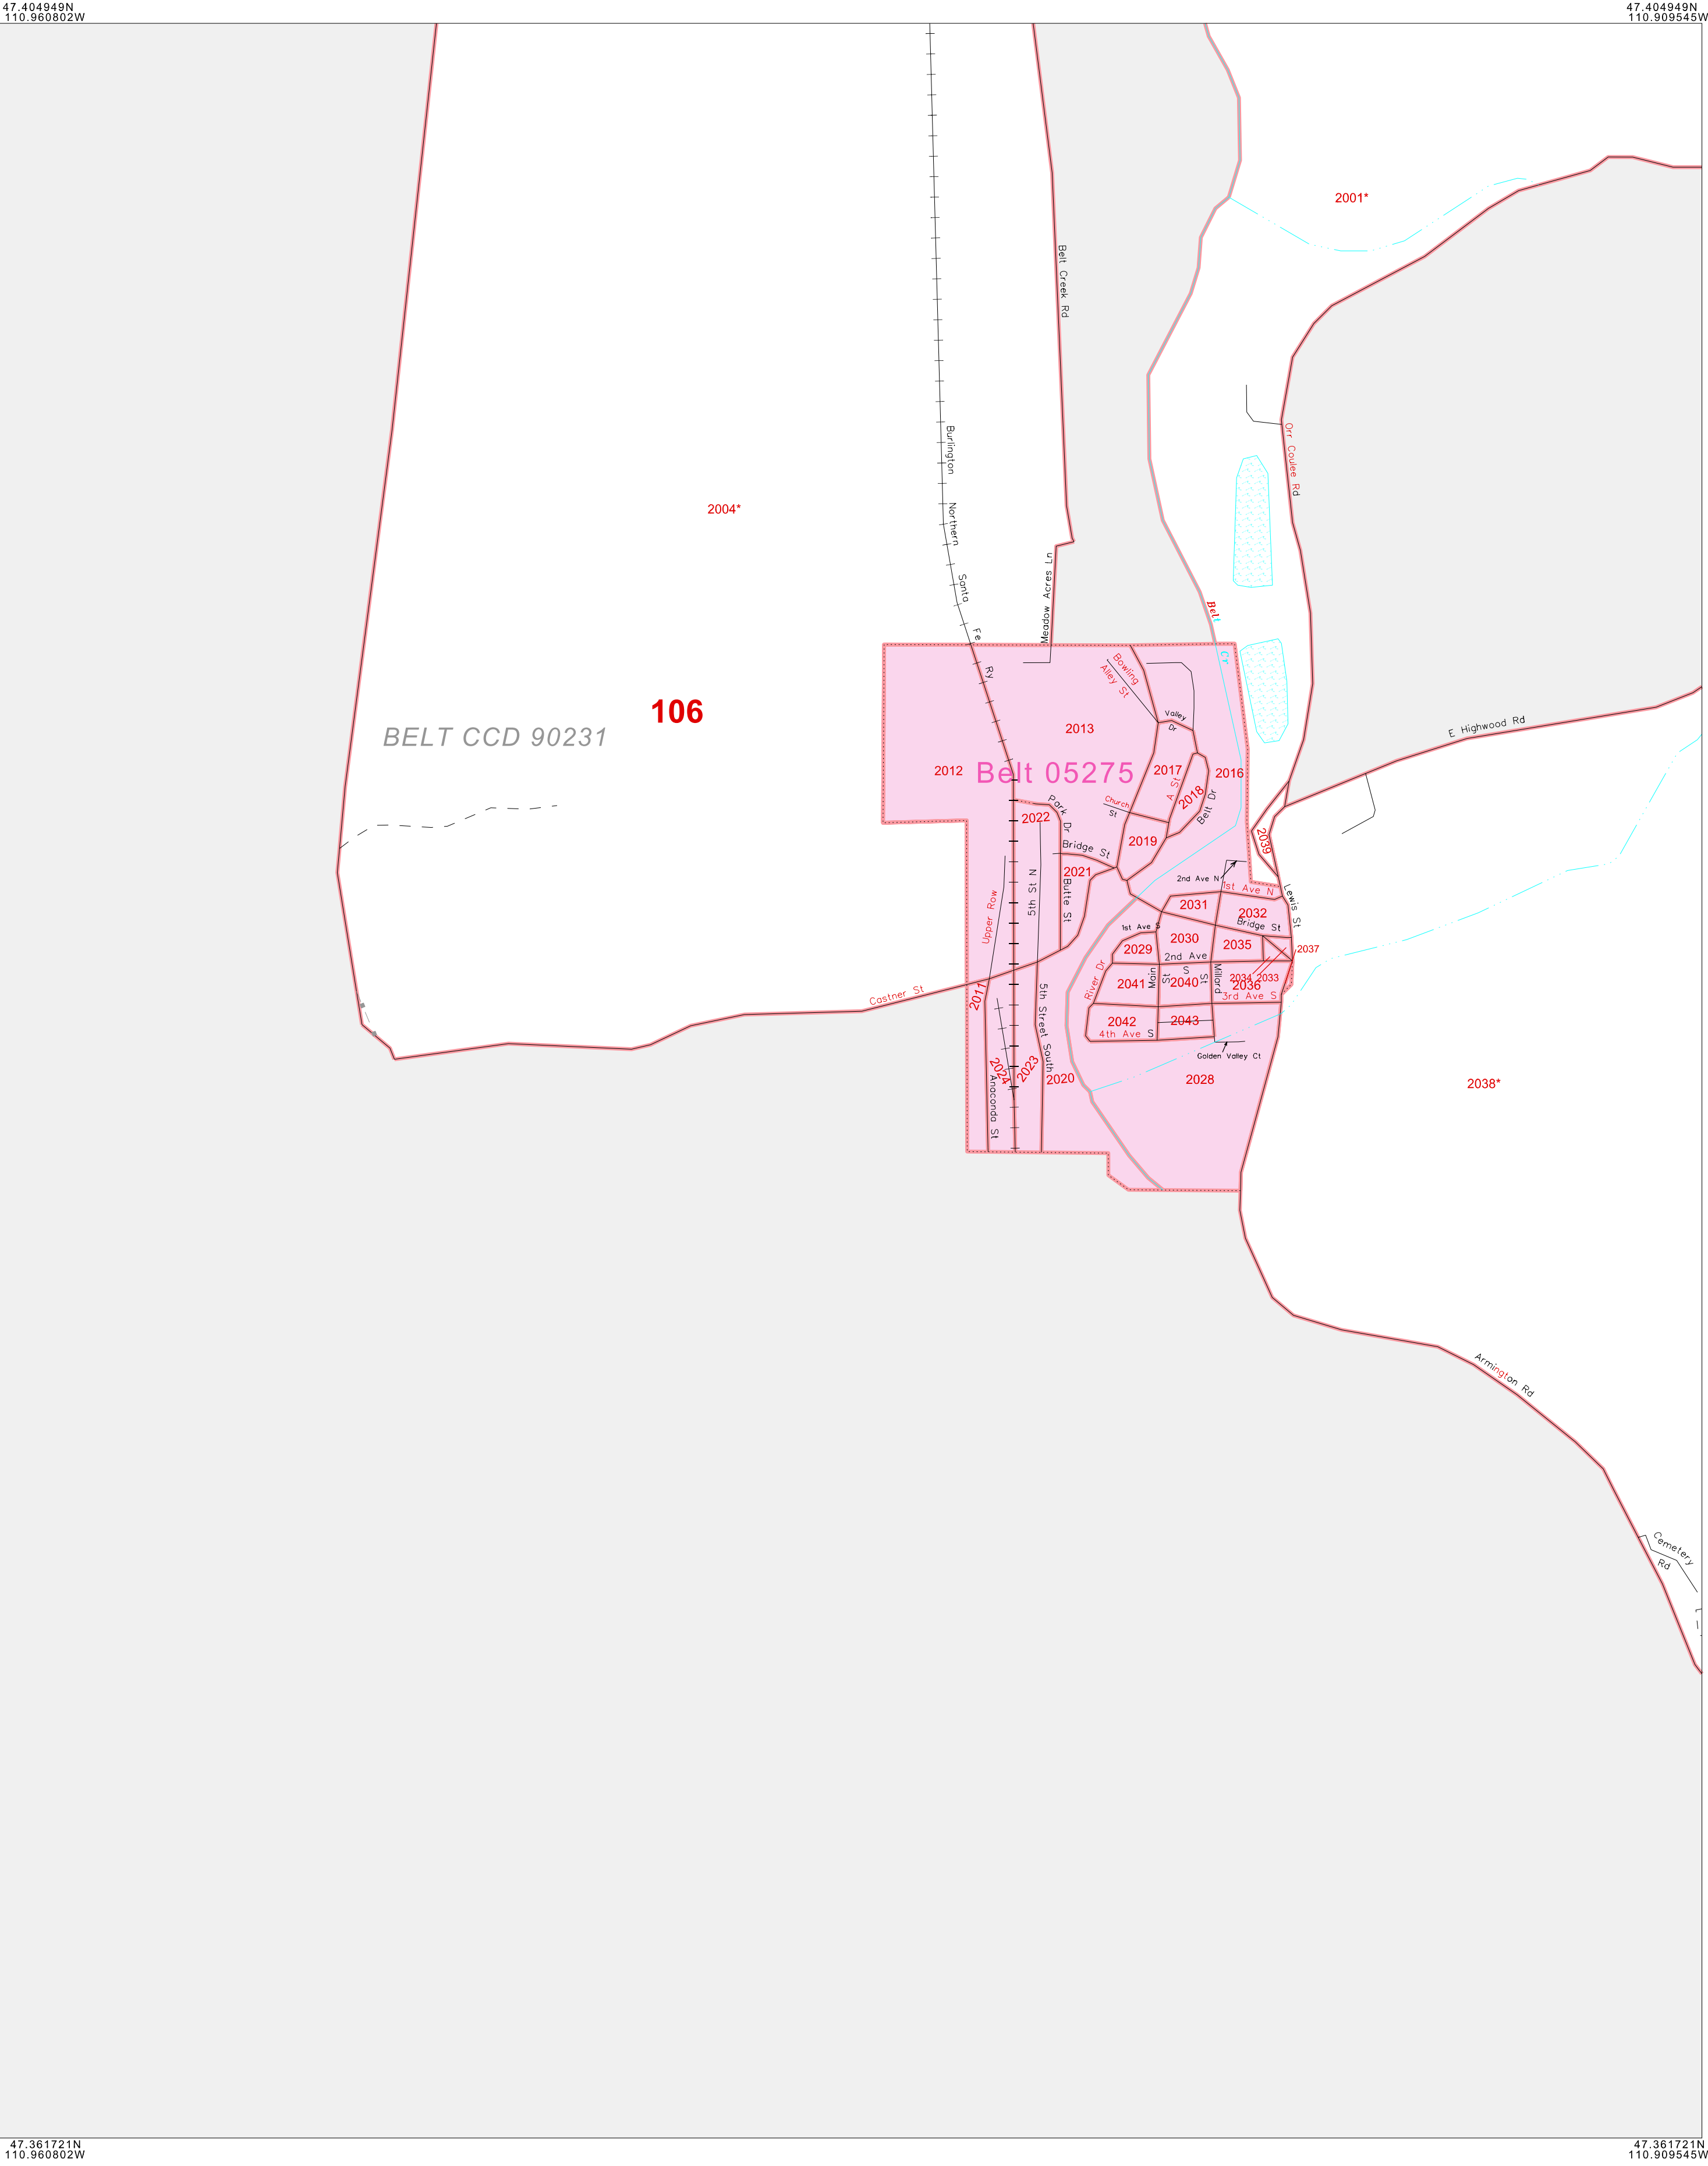 47.404949N
110.960802W
47.404949N
110.909545W
2001*
Belt Creek Rd
Burlington Northern Santa Fe Ry
Orr Coulee Rd
2004*
Meadow Acres Ln
Belt Cr
Bowling
Alley St
106
BELT CCD 90231
2013
Valley
Dr
E Highwood Rd
2012
Belt 05275
2017
2016
A St
2018
Belt Dr
Church
St
Park Dr
2022
2019
2039
Bridge St
2021
2nd Ave N
1st Ave N
Butte St
5th St N
Upper Row
Lewis St
2031
2032
Bridge St
1st Ave S
2030
2035
2029
2037
2nd Ave
S
River Dr
Main
St
Millard
St
2034
2033
2041
2040
2036
3rd Ave S
2011
Castner St
5th Street South
2042
2043
4th Ave S
Golden Valley Ct
2024
2023
2020
2028
2038*
Anaconda St
Armington Rd
Cemetery
Rd
47.361721N
110.960802W
47.361721N
110.909545W